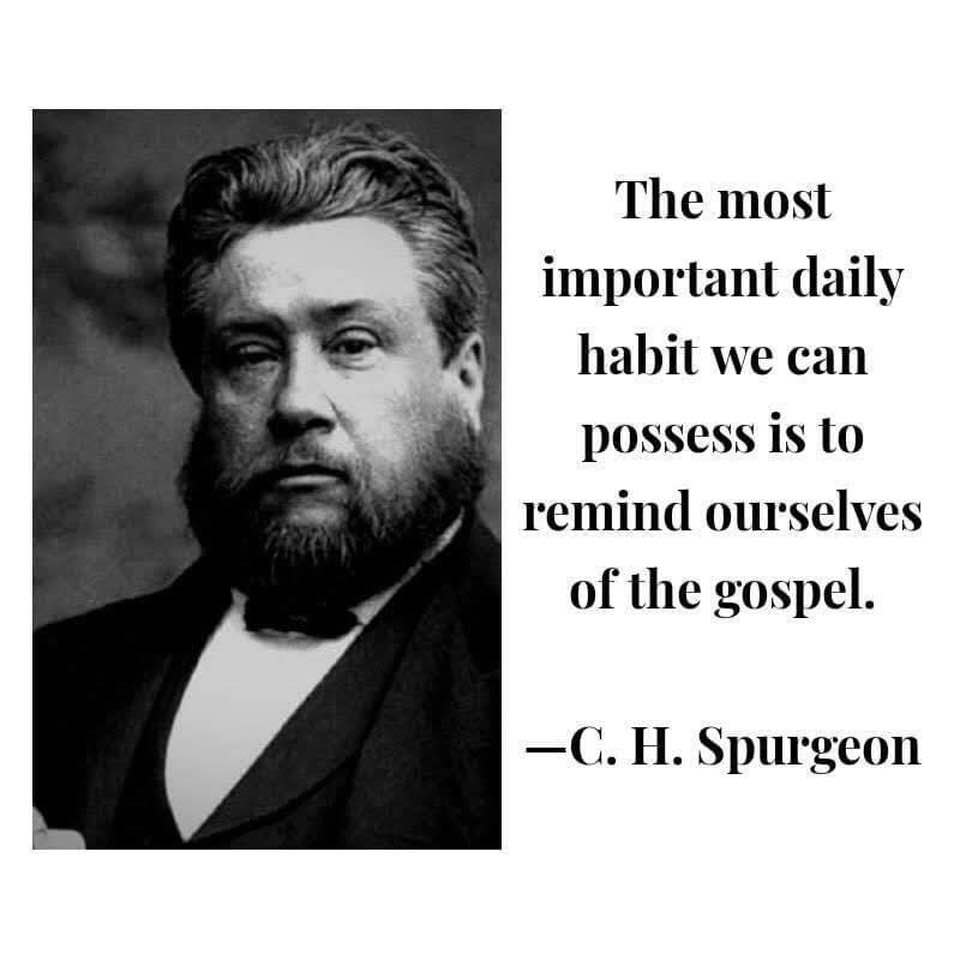 The most
important daily
habit we can
possess is to
remind ourselves
of the gospel.
—C. H. Spurgeon